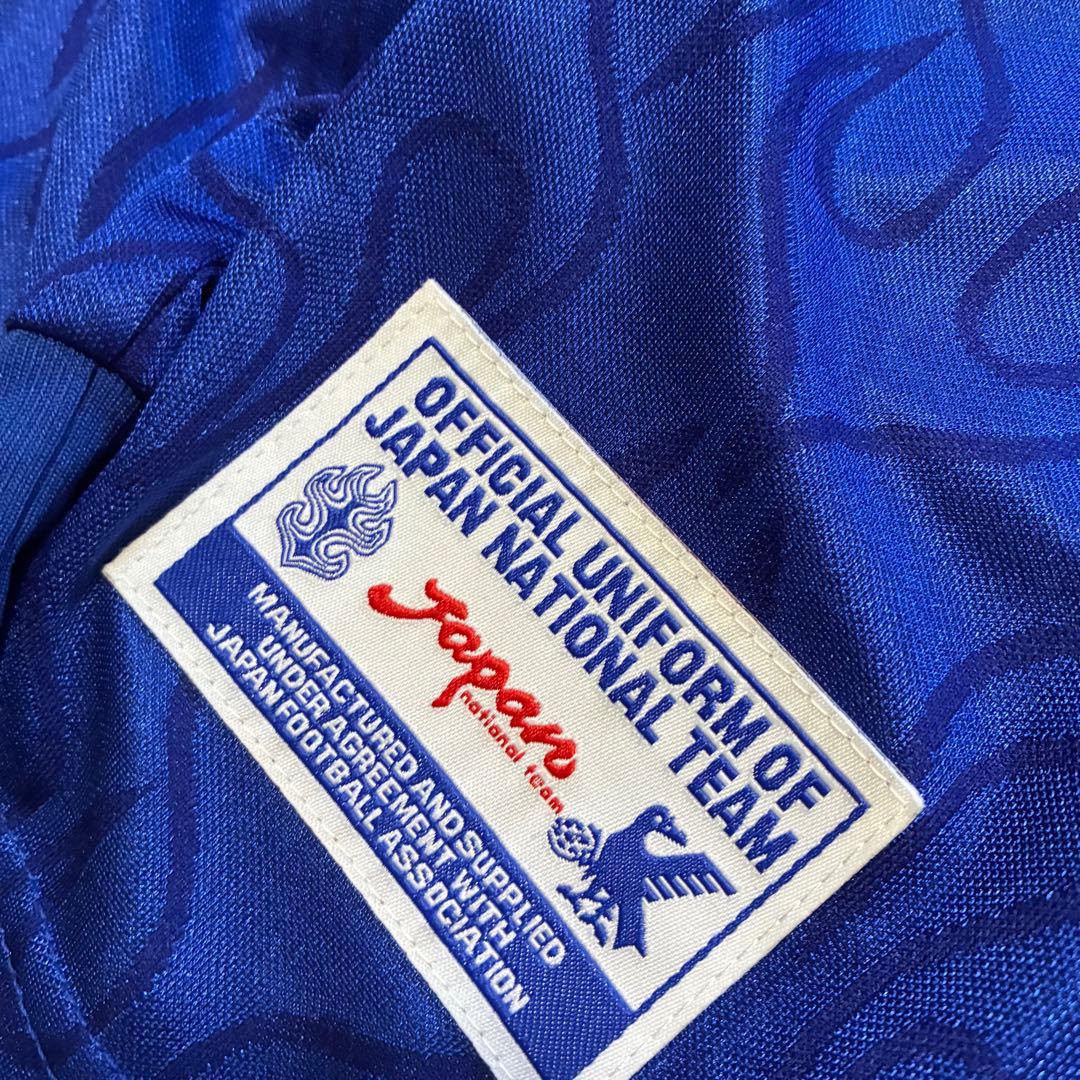 OFFICIAL UNIFORM OF
JAPAN NATIONAL TEAM
Japan
national team
MANUFACTURED AND SUPPLIED
UNDER AGREEMENT WITH
JAPAN FOOTBALL ASSOCIATION